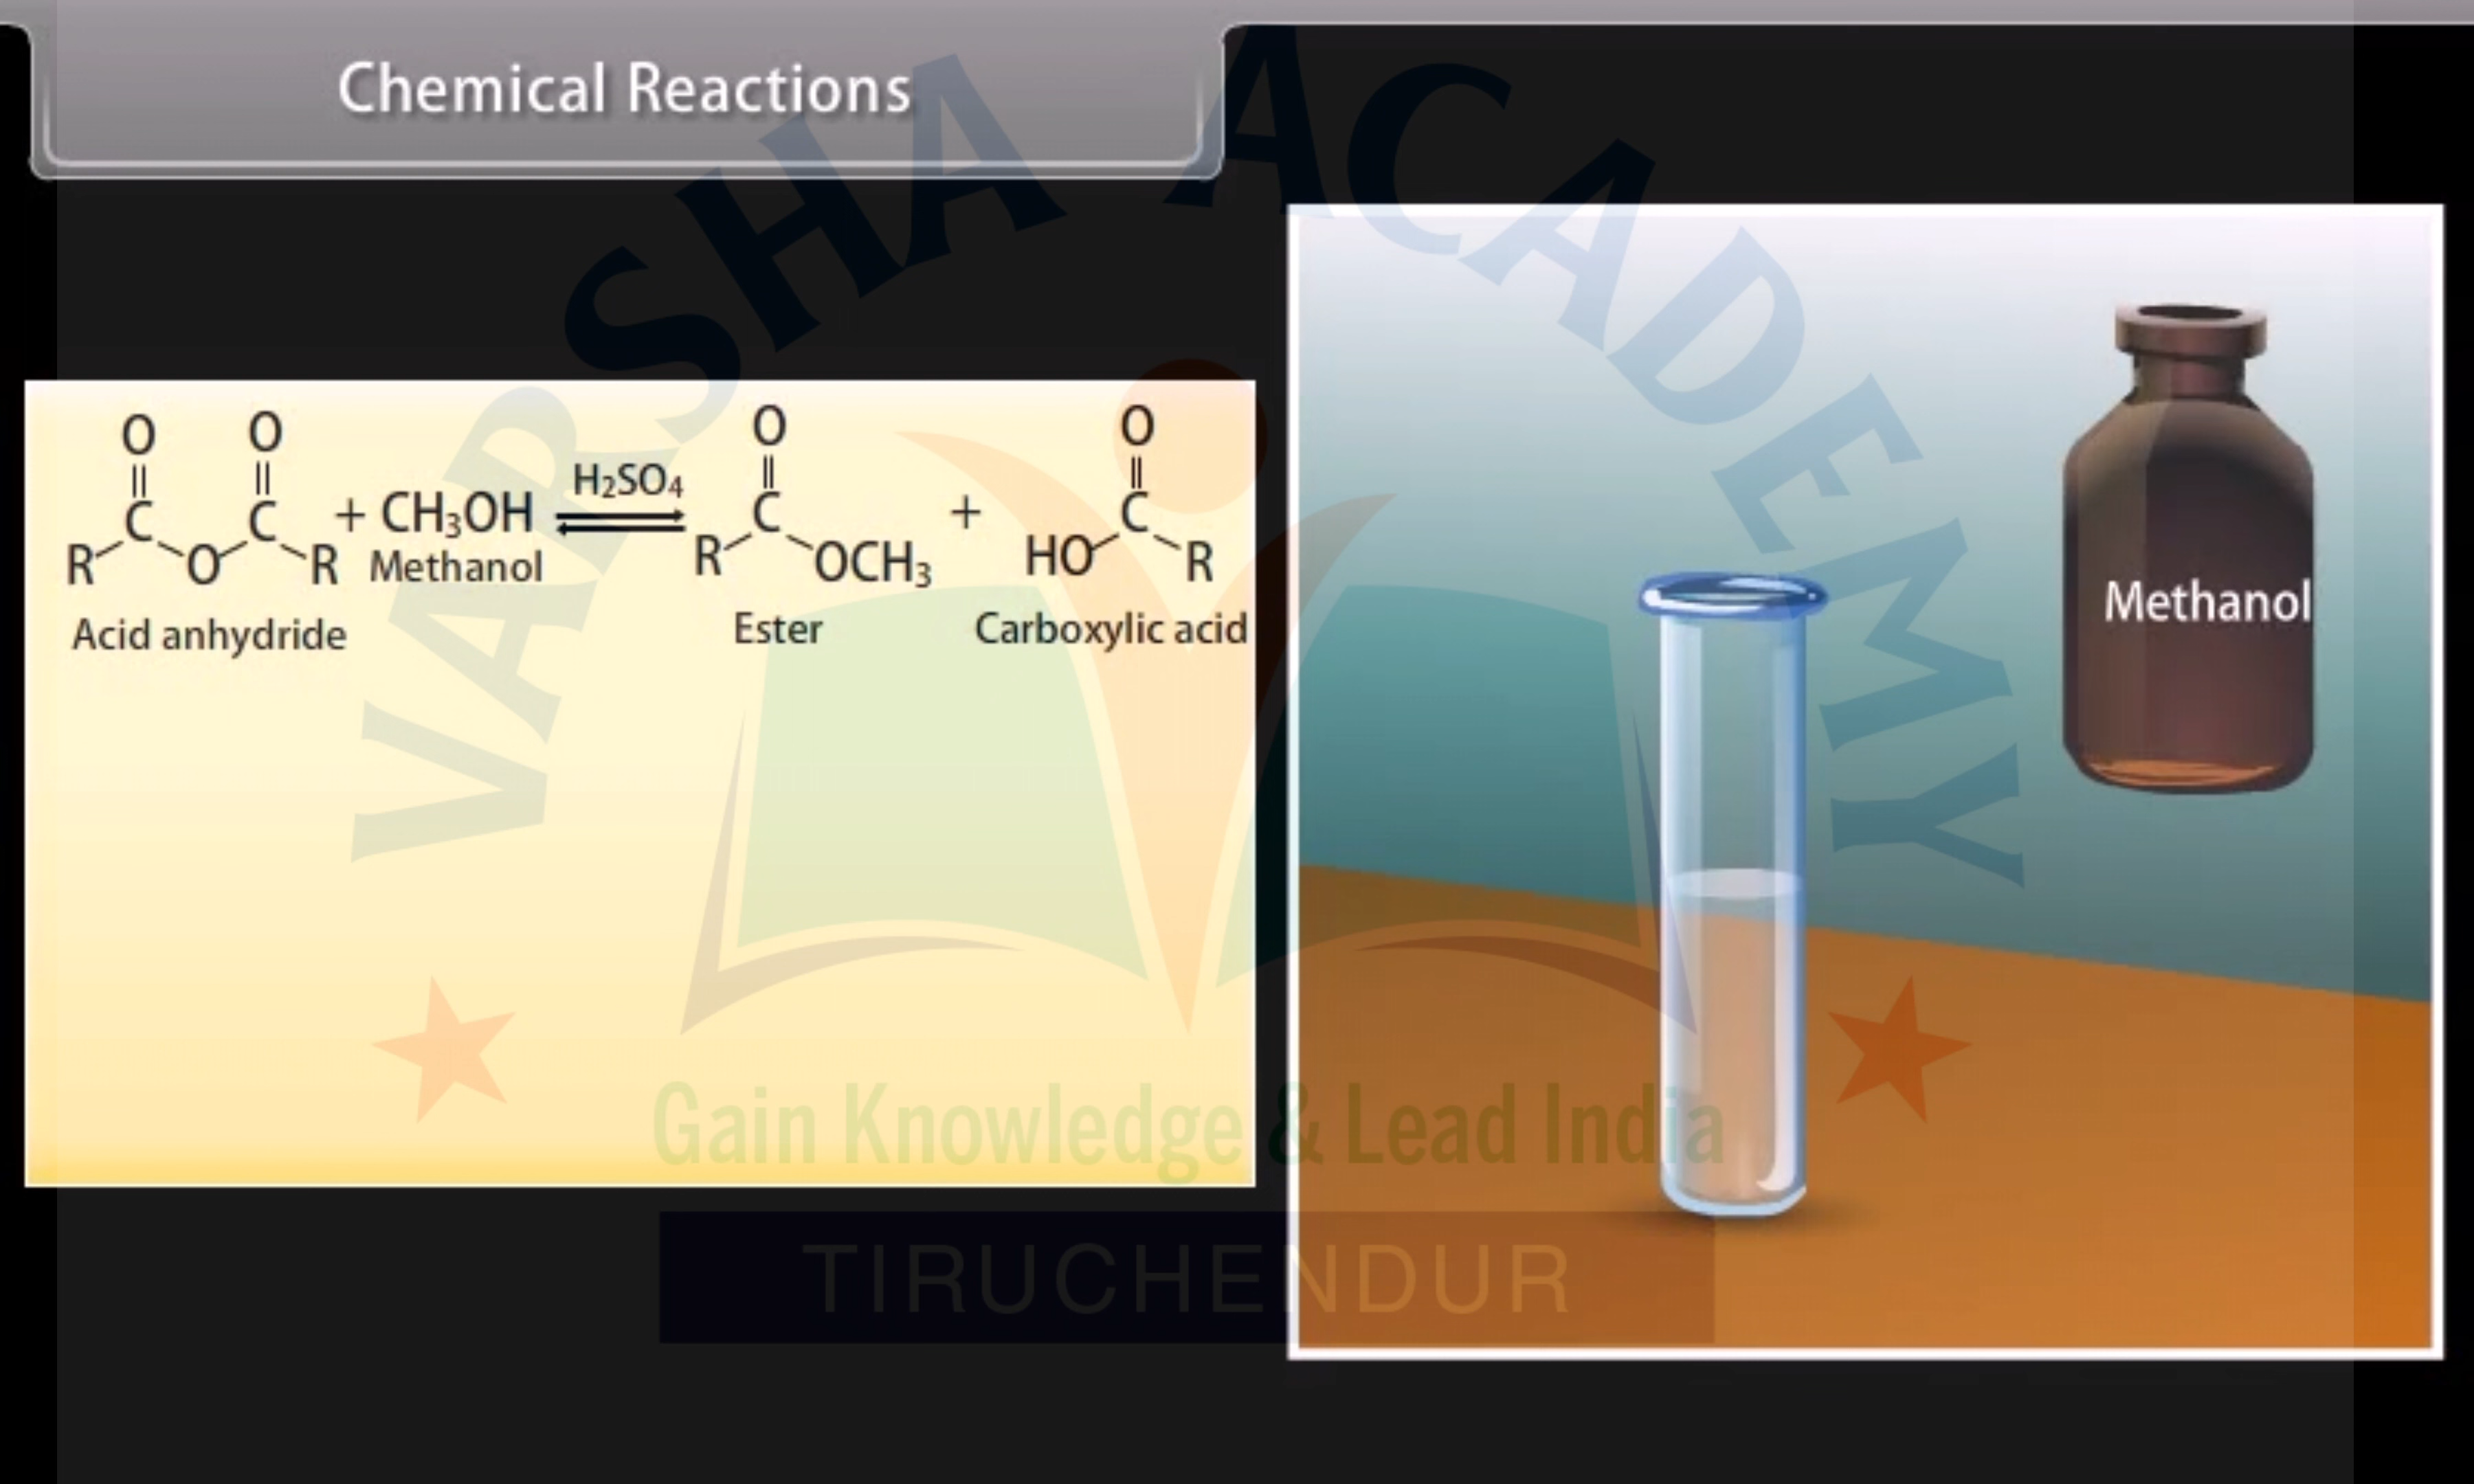 Chemical Reactions
VARSHA ACADEMY
O O O O
|| || || ||
C C + CH₃OH H₂SO₄ C + C
R O R Methanol R OCH₃ HO R
Acid anhydride Ester Carboxylic acid
Methanol
Gain Knowledge & Lead India
TIRUCHENDUR